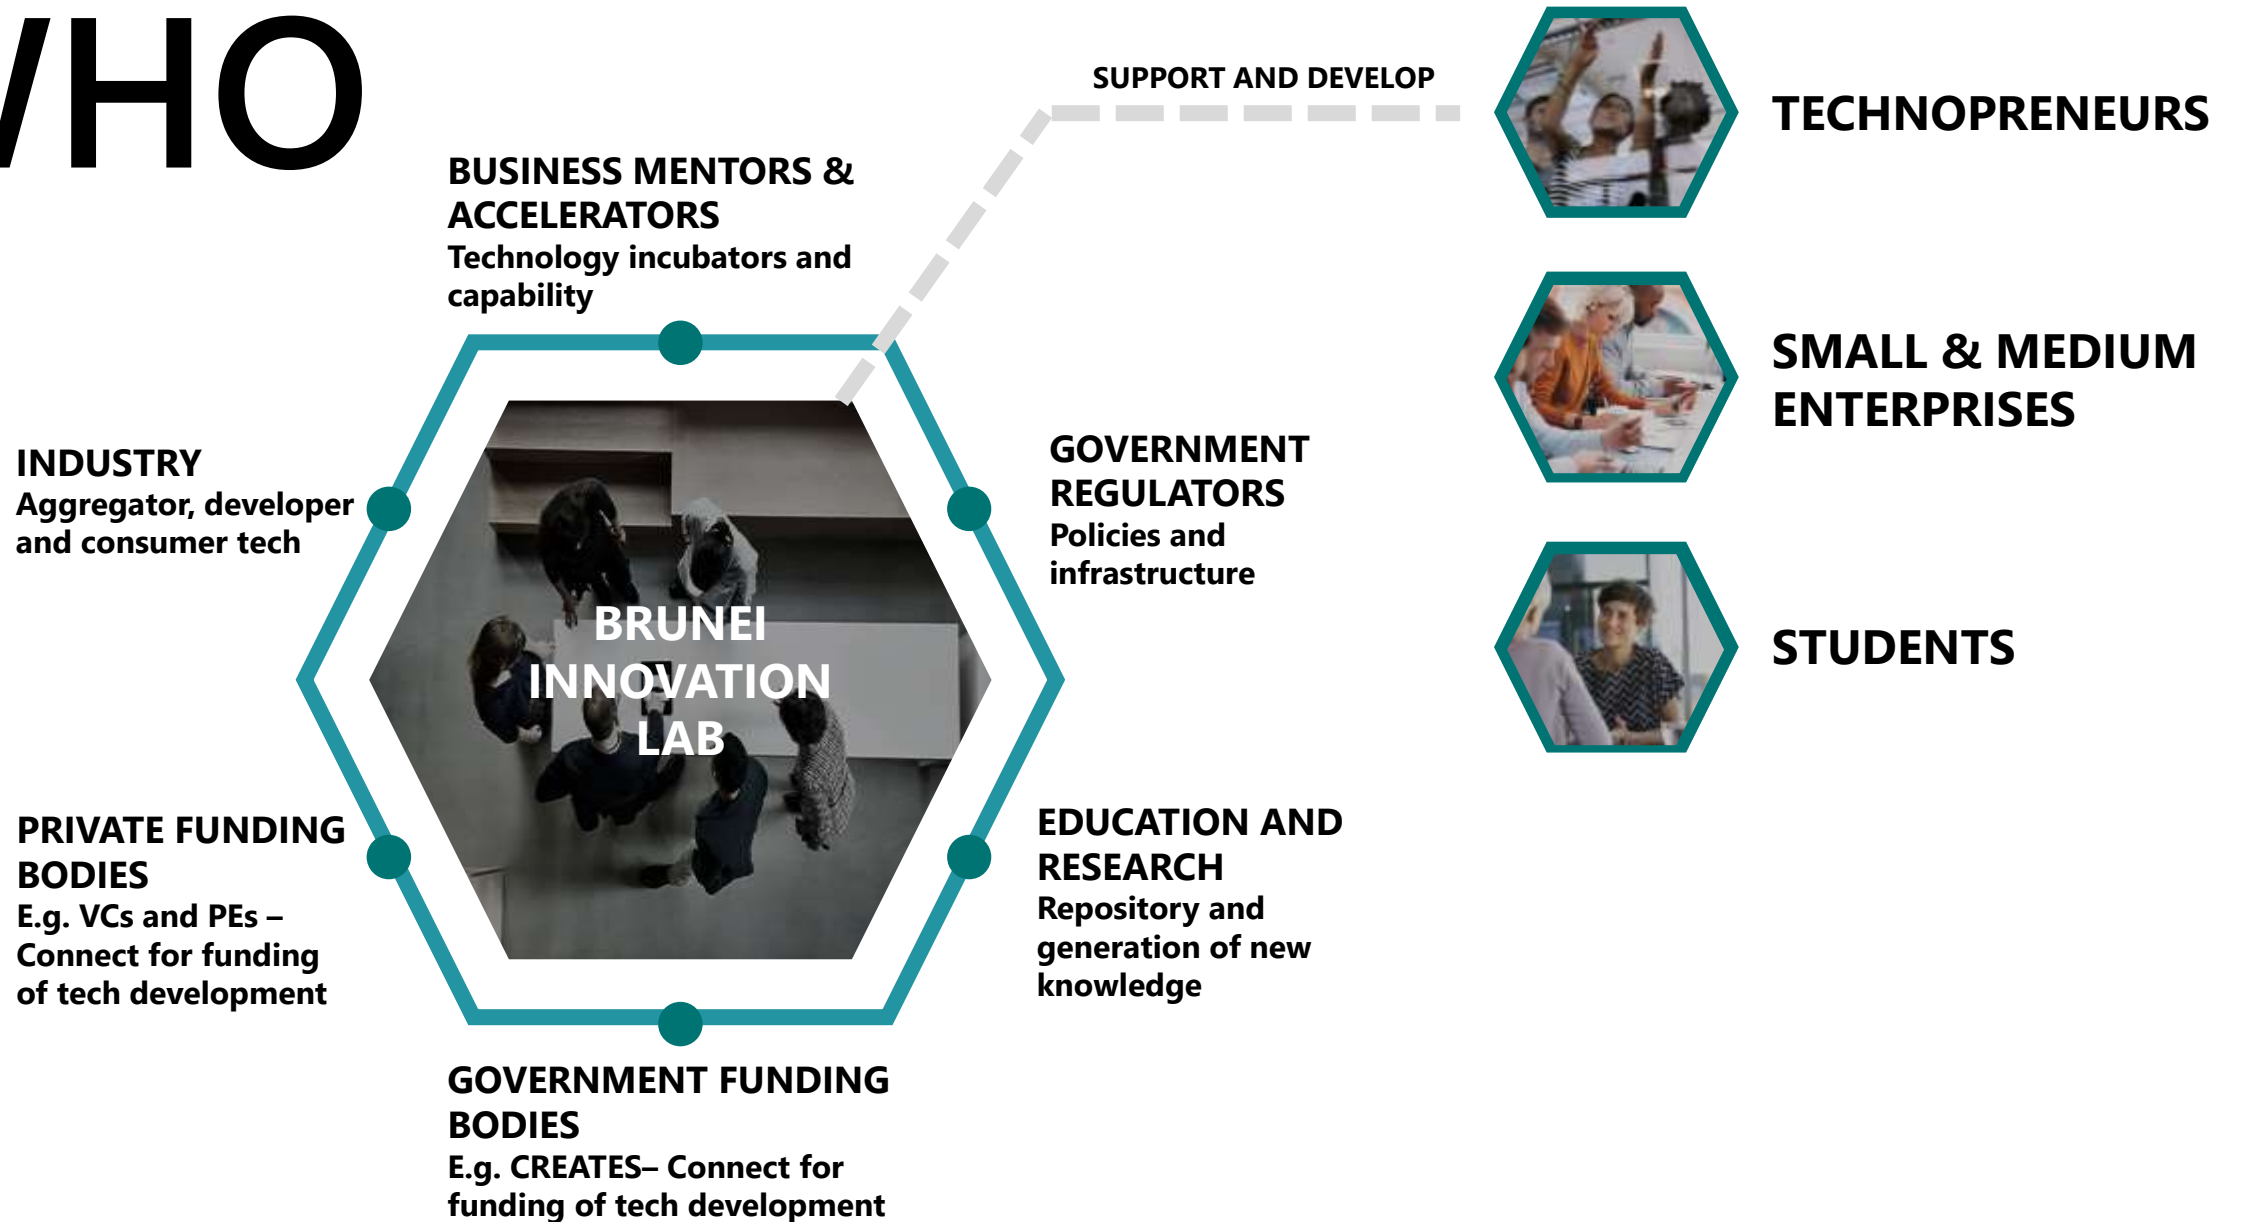 WHO
SUPPORT AND DEVELOP
TECHNOPRENEURS
BUSINESS MENTORS &
ACCELERATORS
Technology incubators and
capability
SMALL & MEDIUM
ENTERPRISES
INDUSTRY
Aggregator, developer
and consumer tech
GOVERNMENT
REGULATORS
Policies and
infrastructure
BRUNEI
INNOVATION
LAB
STUDENTS
PRIVATE FUNDING
BODIES
E.g. VCs and PEs –
Connect for funding
of tech development
EDUCATION AND
RESEARCH
Repository and
generation of new
knowledge
GOVERNMENT FUNDING
BODIES
E.g. CREATES– Connect for
funding of tech development